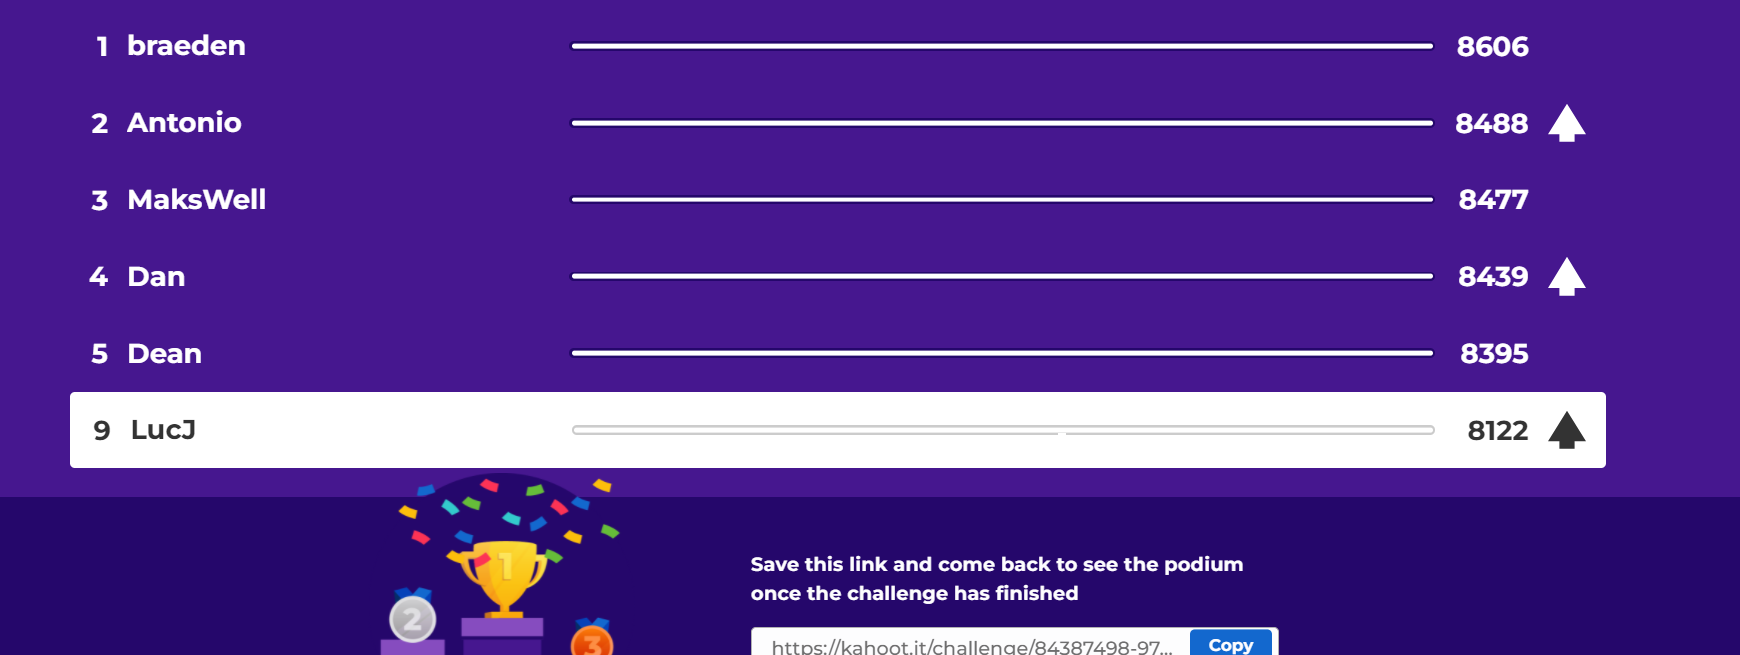 1 braeden 8606
2 Antonio 8488
3 MaksWell 8477
4 Dan 8439
5 Dean 8395
9 LucJ 8122
1
2
3
Save this link and come back to see the podium
once the challenge has finished
https://kahoot.it/challenge/84387498-97... Copy